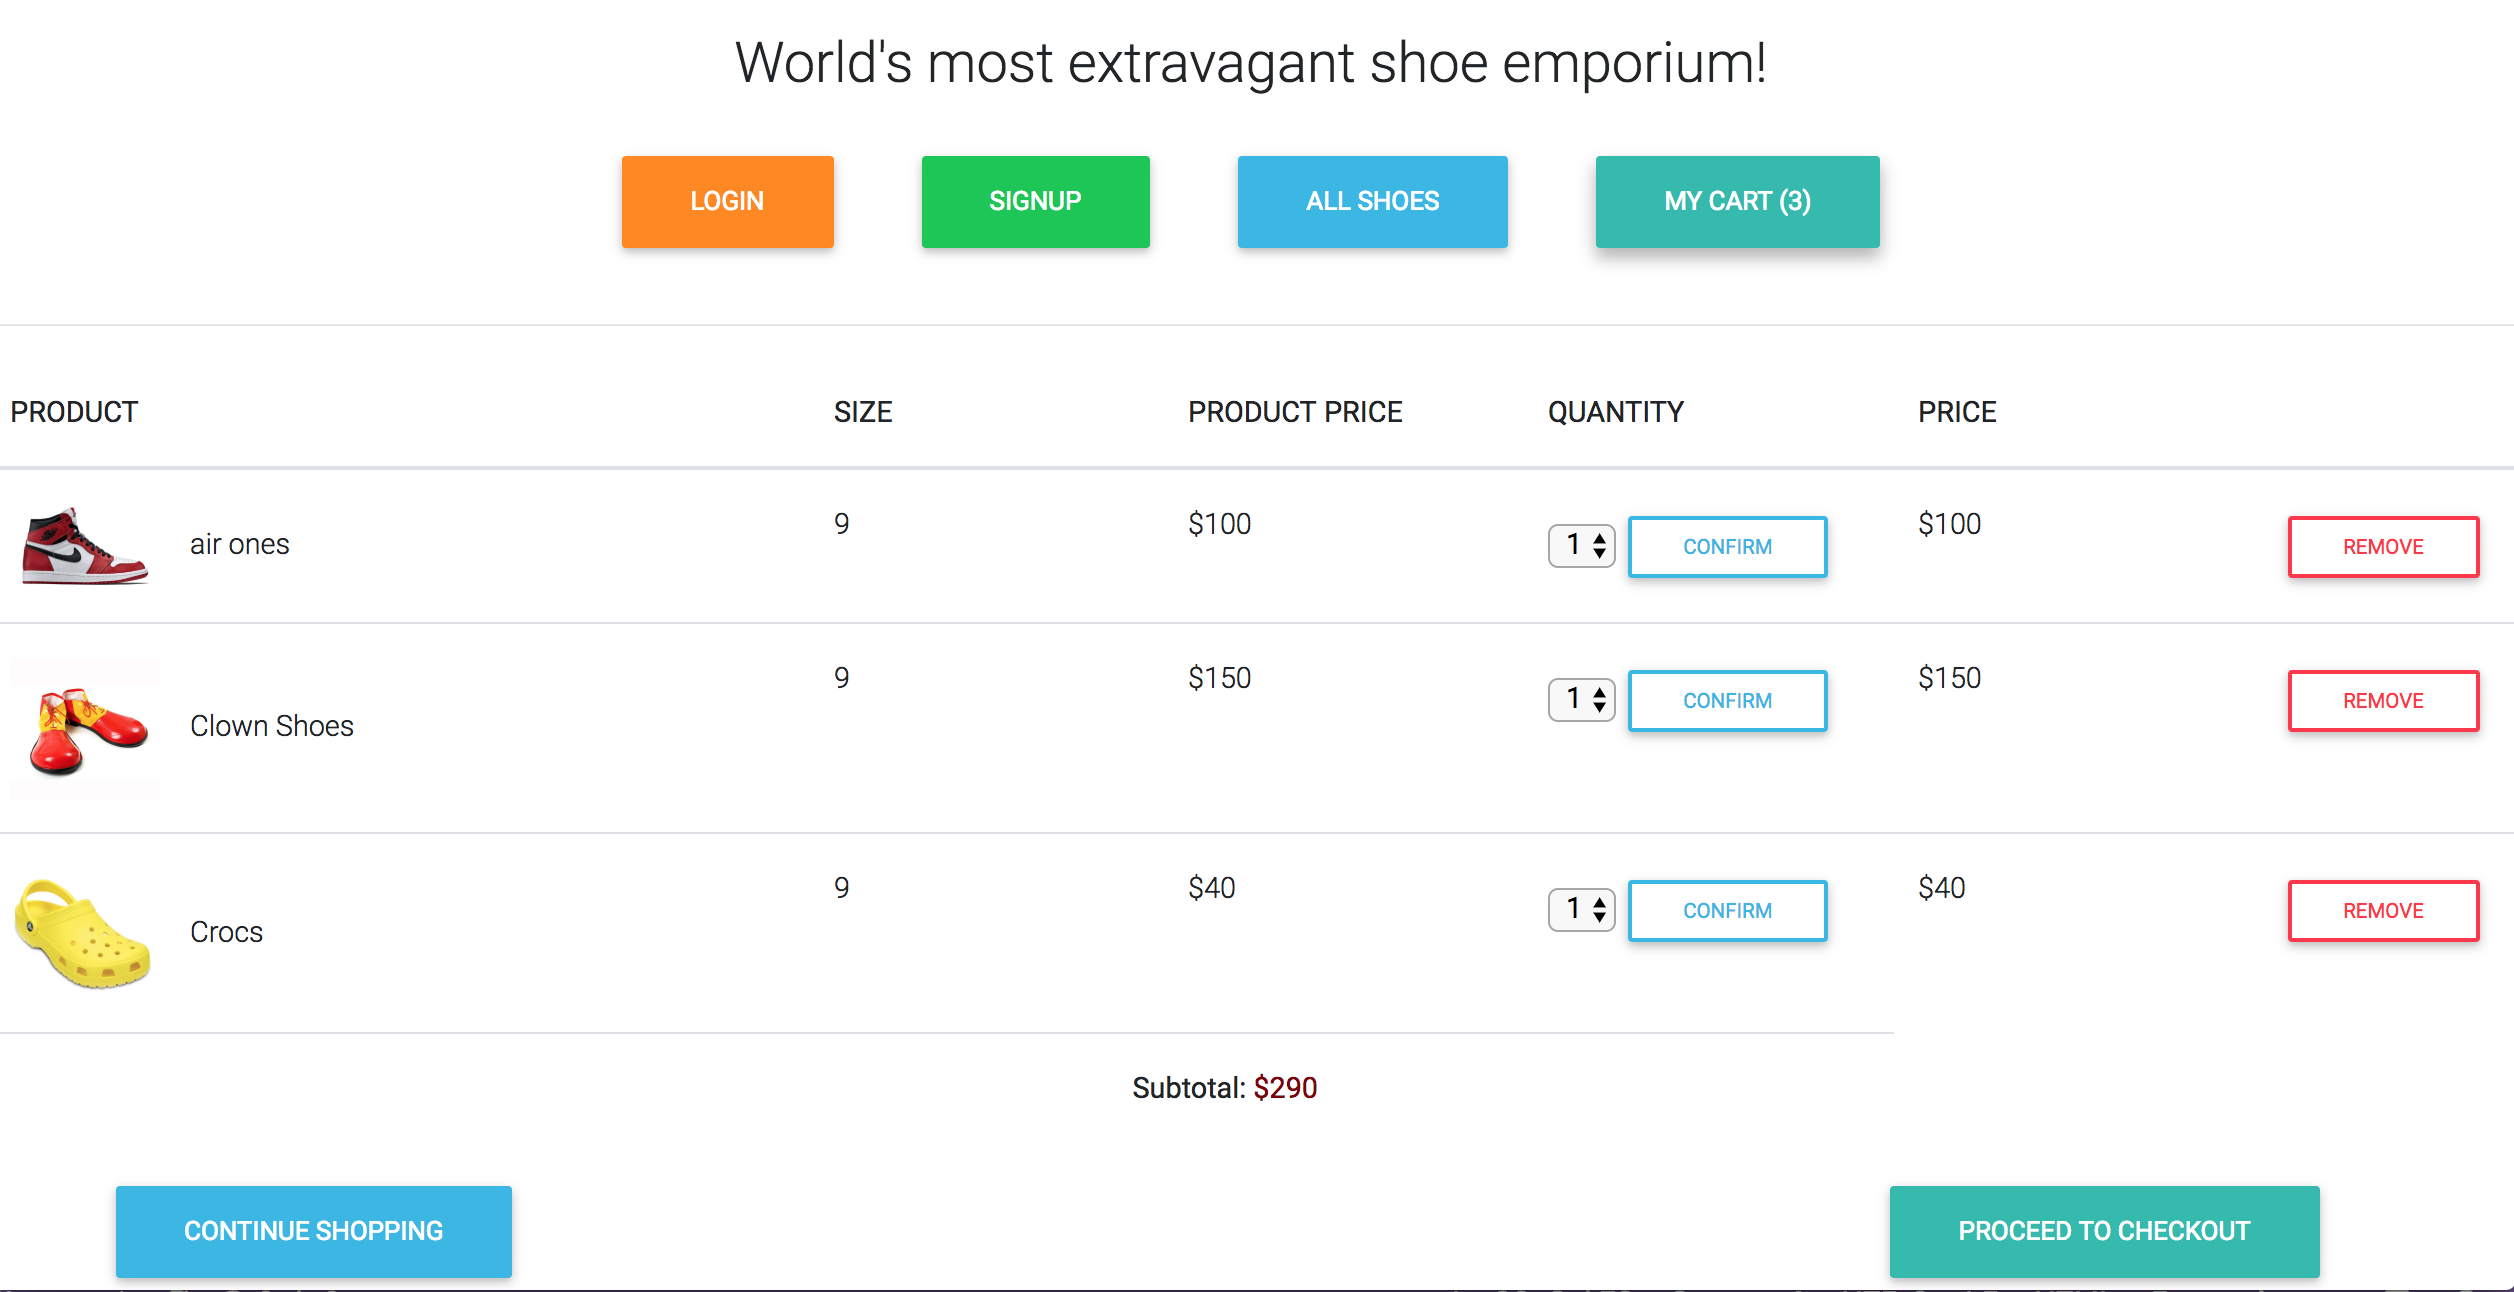 World's most extravagant shoe emporium!
LOGIN SIGNUP ALL SHOES MY CART (3)
PRODUCT SIZE PRODUCT PRICE QUANTITY PRICE
air ones 9 $100 1 CONFIRM $100 REMOVE
Clown Shoes 9 $150 1 CONFIRM $150 REMOVE
Crocs 9 $40 1 CONFIRM $40 REMOVE
Subtotal: $290
CONTINUE SHOPPING PROCEED TO CHECKOUT